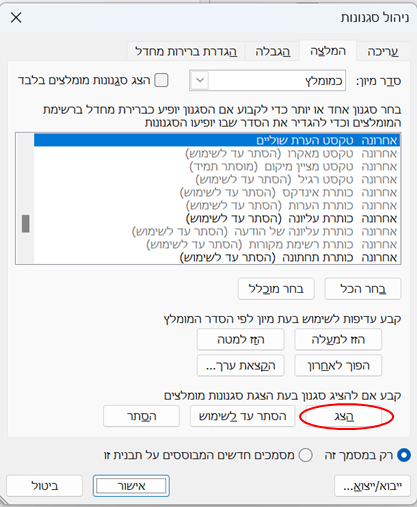 ניהול סגנונות
עריכה המלצה הגבלה הגדרת ברירות מחדל
סדר מיון: כמומלץ הצג סגנונות מומלצים בלבד
בחר סגנון אחד או יותר כדי לקבוע אם הסגנון יופיע כברירת מחדל ברשימת
המומלצים וכדי להגדיר את הסדר שבו יופיעו הסגנונות
אחרונה טקסט הערת שוליים
אחרונה טקסט מאקרו (הסתר עד לשימוש)
אחרונה טקסט מציין מיקום (מוסתר תמיד)
אחרונה טקסט רגיל (הסתר עד לשימוש)
אחרונה כותרת אינדקס (הסתר עד לשימוש)
אחרונה כותרת הערות (הסתר עד לשימוש)
אחרונה כותרת עליונה (הסתר עד לשימוש)
אחרונה כותרת עליונה של הודעה (הסתר עד לשימוש)
אחרונה כותרת רשימת מקורות (הסתר עד לשימוש)
אחרונה כותרת תחתונה (הסתר עד לשימוש)
בחר הכל בחר מוכלל
קבע עדיפות לשימוש בעת מיון לפי הסדר המומלץ
הזז למעלה הזז למטה
הפוך לאחרון הקצאת ערך...
קבע אם להציג סגנון בעת הצגת סגנונות מומלצים
הצג הסתר עד לשימוש הסתר
רק במסמך זה מסמכים חדשים המבוססים על תבנית זו
ייבוא/ייצוא... אישור ביטול